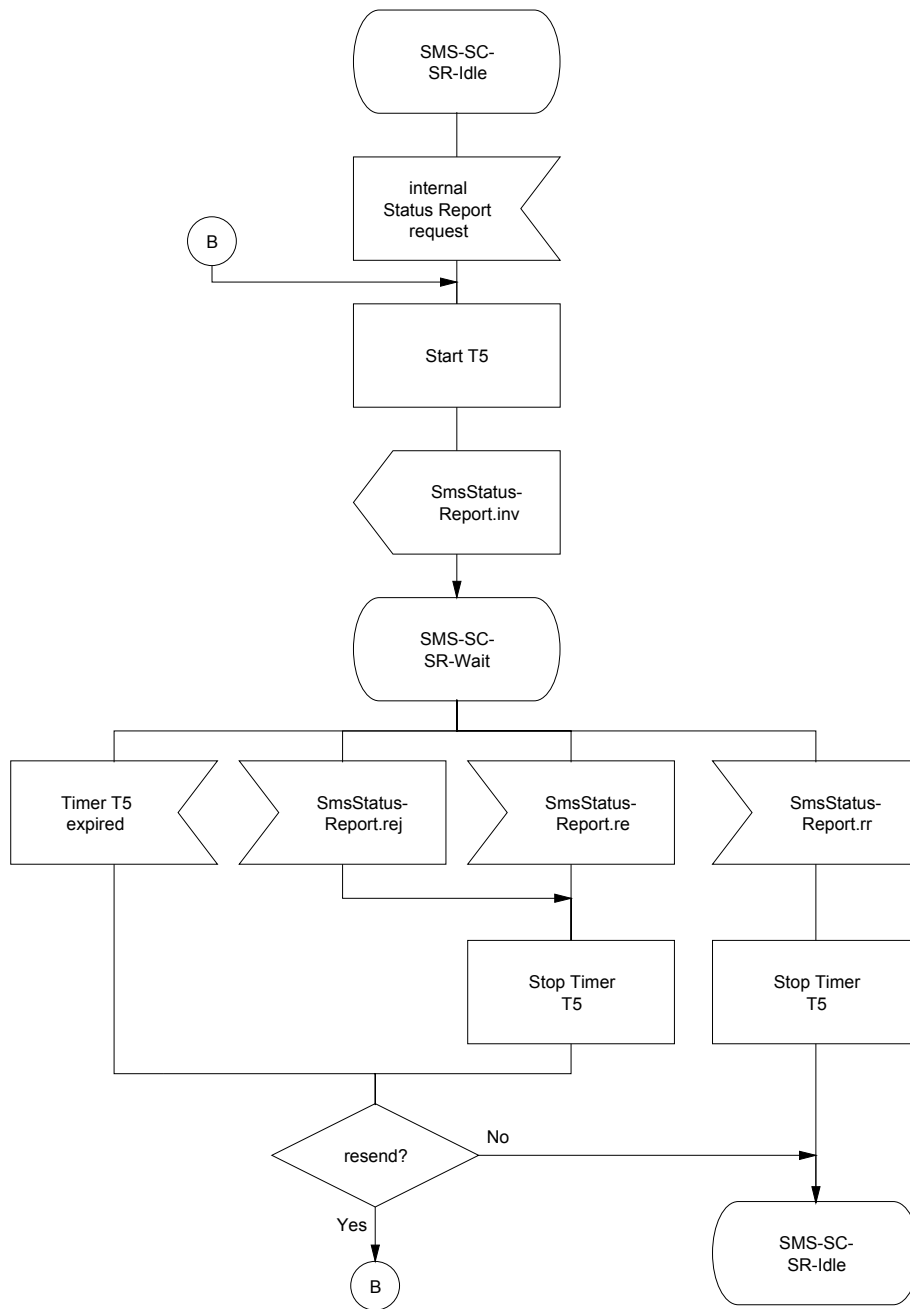 SMS-SC-
SR-Idle
internal
Status Report
request
B
Start T5
SmsStatus-
Report.inv
SMS-SC-
SR-Wait
Timer T5
expired
SmsStatus-
Report.rej
SmsStatus-
Report.re
SmsStatus-
Report.rr
Stop Timer
T5
Stop Timer
T5
resend?
No
Yes
SMS-SC-
SR-Idle
B